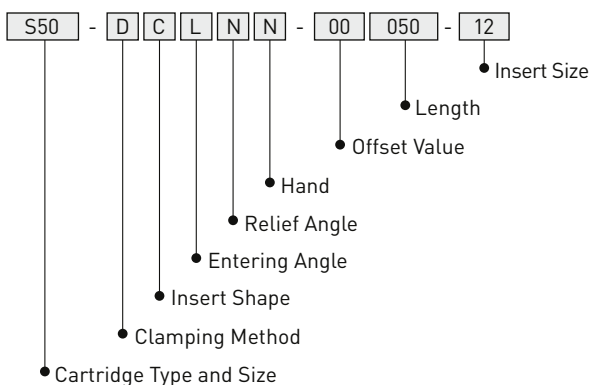 S50 - D C L N N - 00 050 - 12
Insert Size
Length
Offset Value
Hand
Relief Angle
Entering Angle
Insert Shape
Clamping Method
Cartridge Type and Size